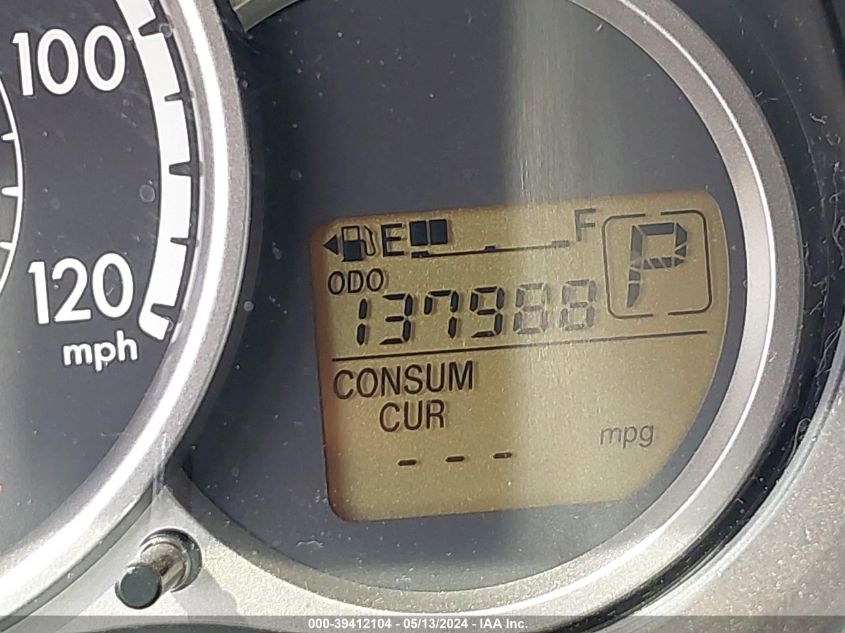 100
120
mph
E F
P
ODO
137988
CONSUM
CUR
mpg
- - -
000-39412104 - 05/13/2024 - IAA Inc.